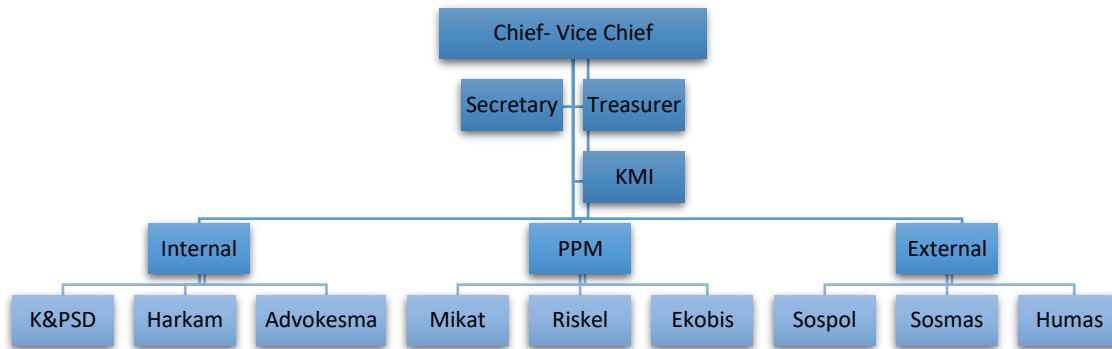 Chief- Vice Chief
Secretary
Treasurer
KMI
Internal
PPM
External
K&PSD
Harkam
Advokesma
Mikat
Riskel
Ekobis
Sospol
Sosmas
Humas